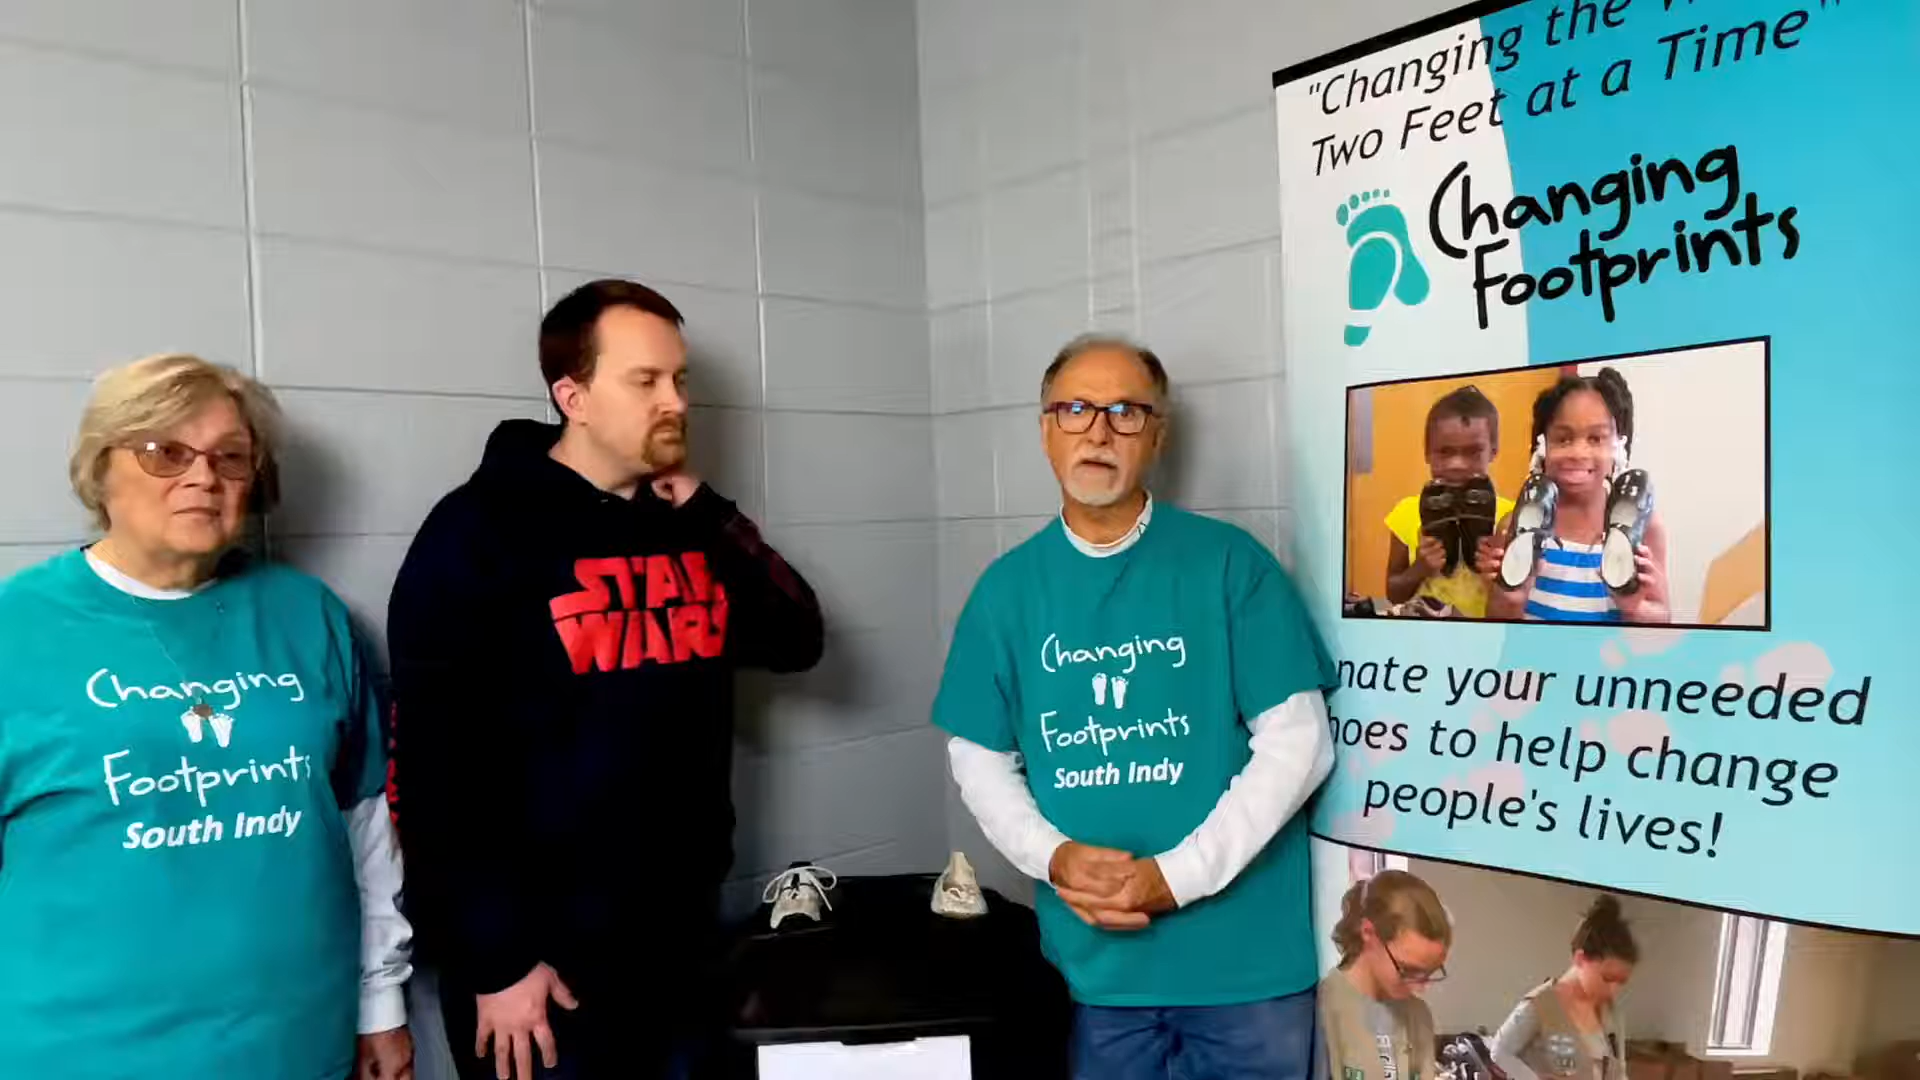 "Changing the
Two Feet at a Time"
Changing
Footprints
nate your unneeded
hoes to help change
people's lives!
Changing
Footprints
South Indy
STAR
WARS
Changing
Footprints
South Indy